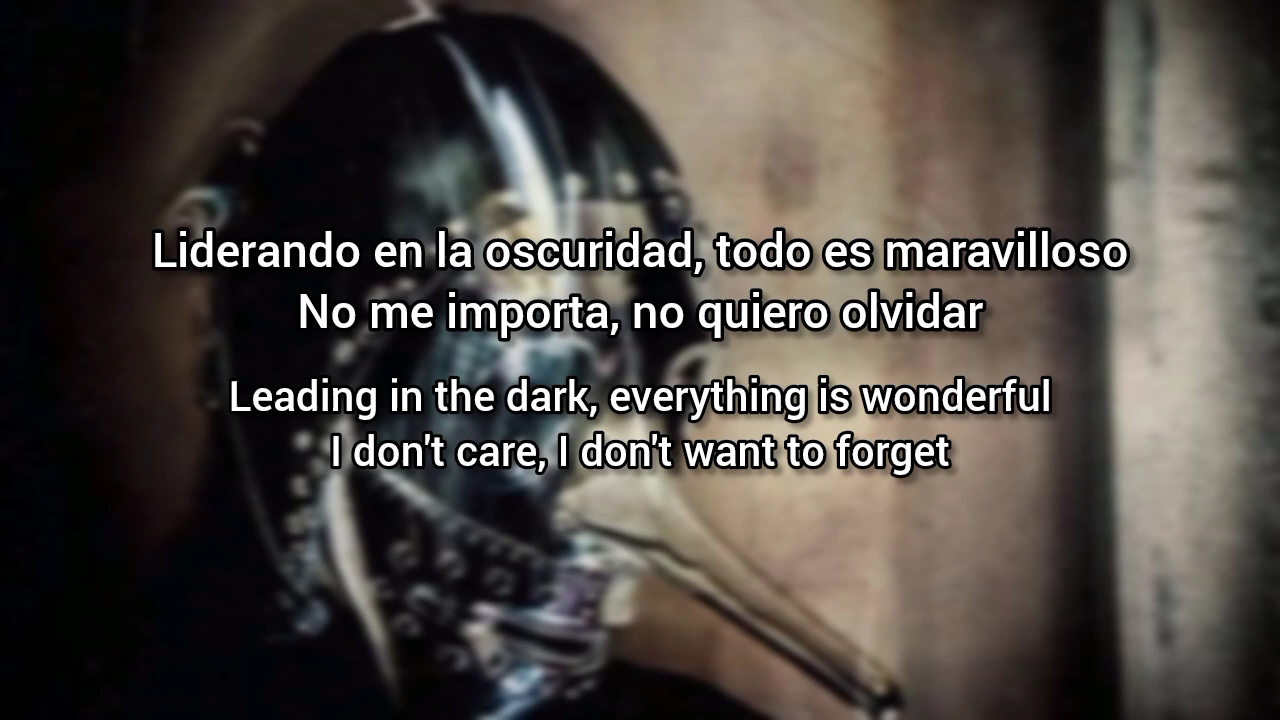 Liderando en la oscuridad, todo es maravilloso
No me importa, no quiero olvidar
Leading in the dark, everything is wonderful
I don't care, I don't want to forget